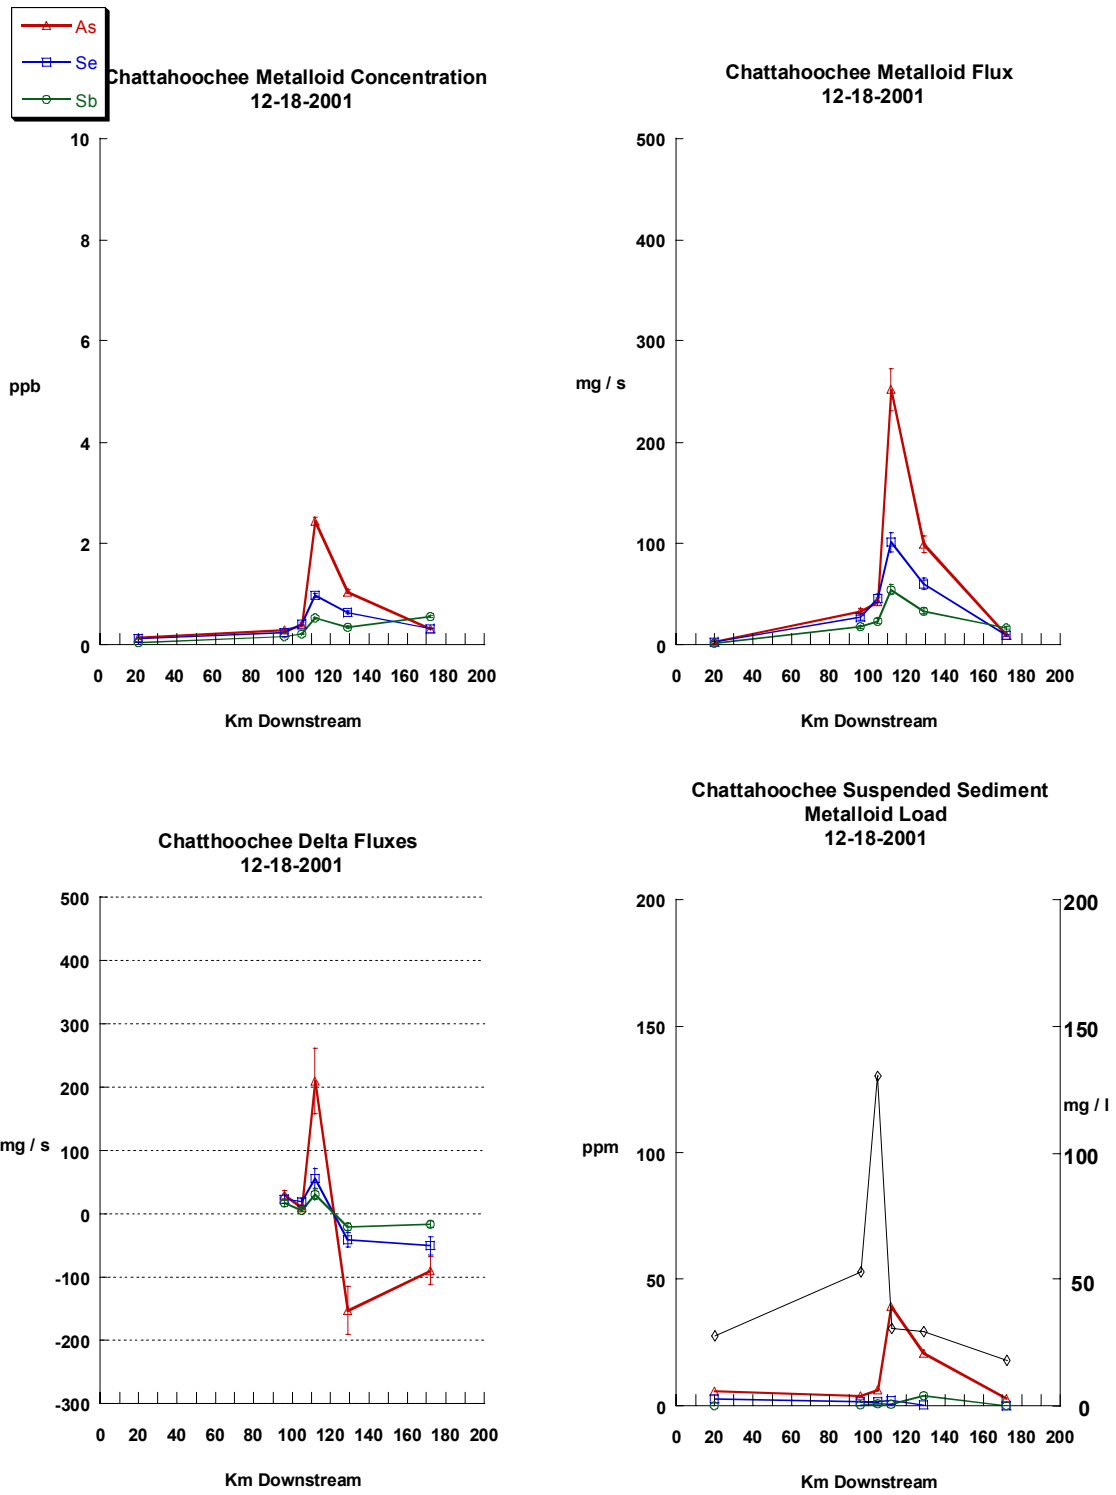 As
Se
Sb
Chattahoochee Metalloid Concentration
12-18-2001
10
8
6
ppb
4
2
0
0 20 40 60 80 100 120 140 160 180 200
Km Downstream
Chattahoochee Metalloid Flux
12-18-2001
500
400
300
mg / s
200
100
0
0 20 40 60 80 100 120 140 160 180 200
Km Downstream
Chatthoochee Delta Fluxes
12-18-2001
500
400
300
200
mg / s
100
0
-100
-200
-300
0 20 40 60 80 100 120 140 160 180 200
Km Downstream
Chattahoochee Suspended Sediment
Metalloid Load
12-18-2001
200
150
ppm
100
50
0
200
150
mg / l
100
50
0
0 20 40 60 80 100 120 140 160 180 200
Km Downstream